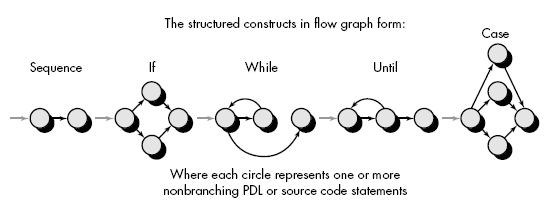 The structured constructs in flow graph form:
Case
Sequence
If
While
Until
Where each circle represents one or more
nonbranching PDL or source code statements